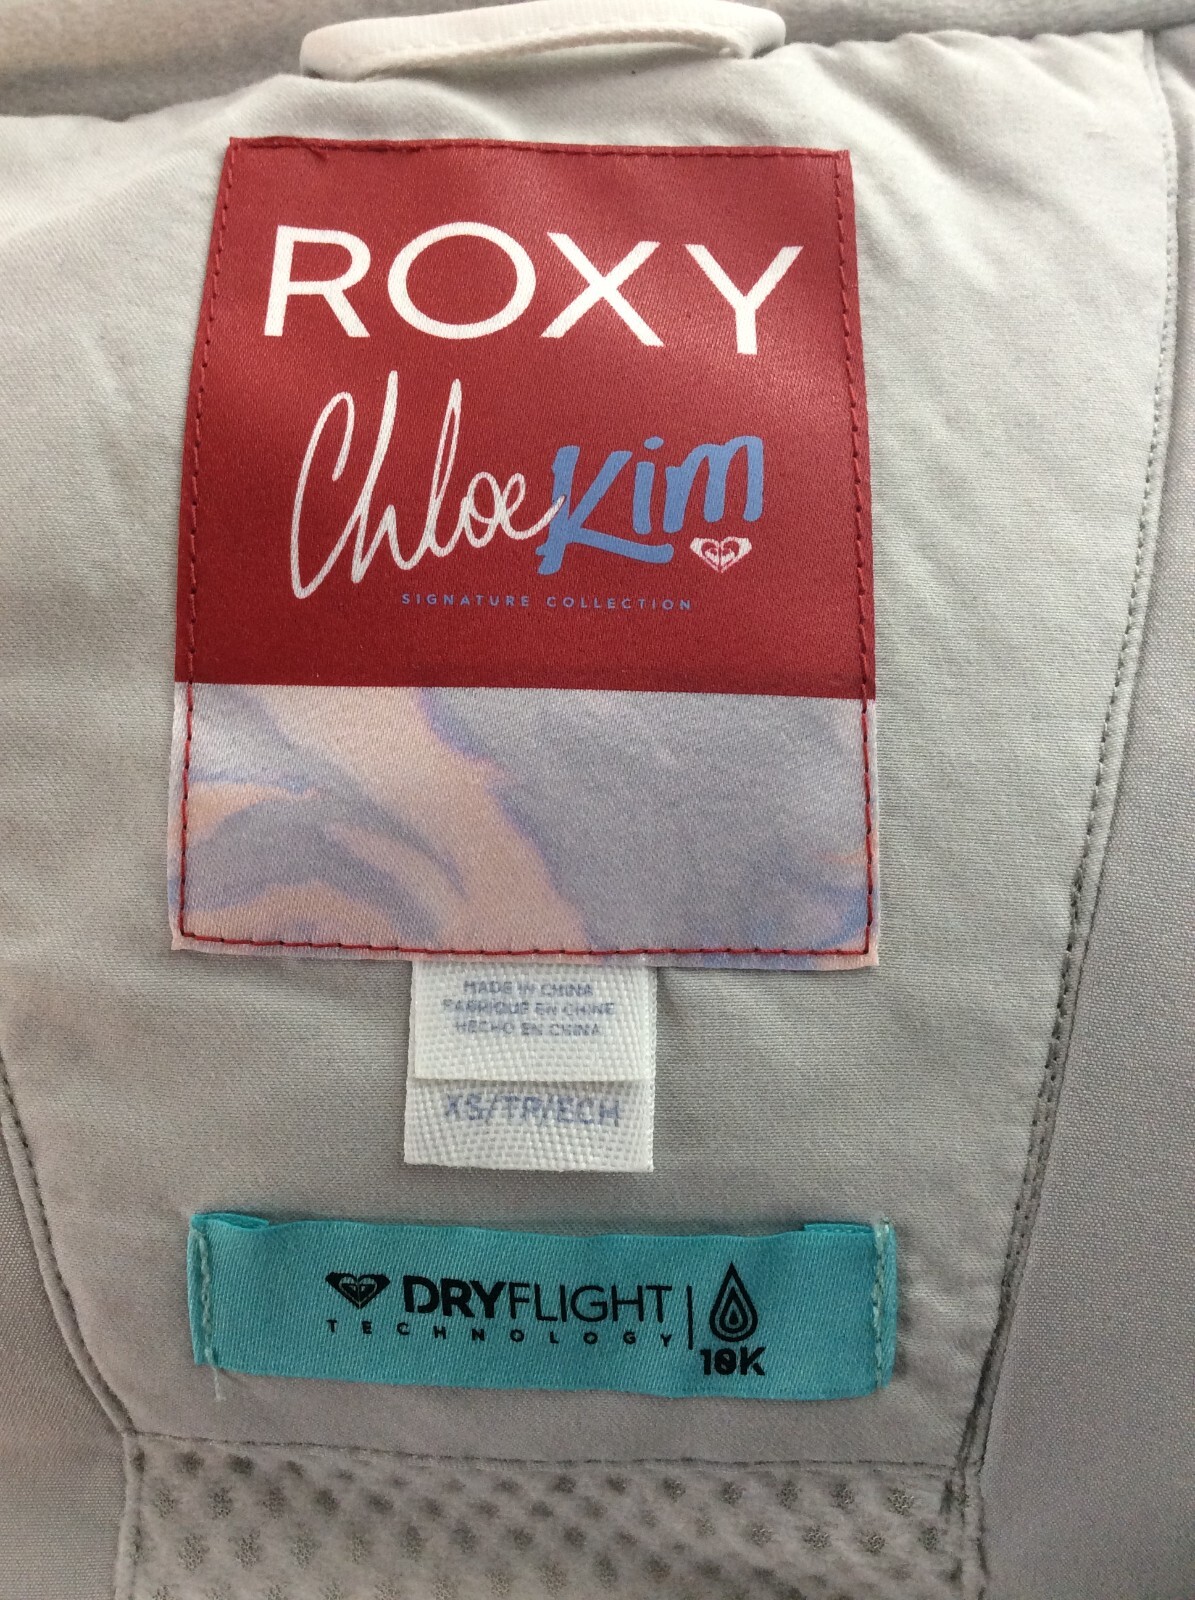 ROXY
Chloe Kim
SIGNATURE COLLECTION
MADE IN CHINA
FABRIQUE EN CHINE
HECHO EN CHINA
XS/TP/ECH
DRYFLIGHT
TECHNOLOGY
10K